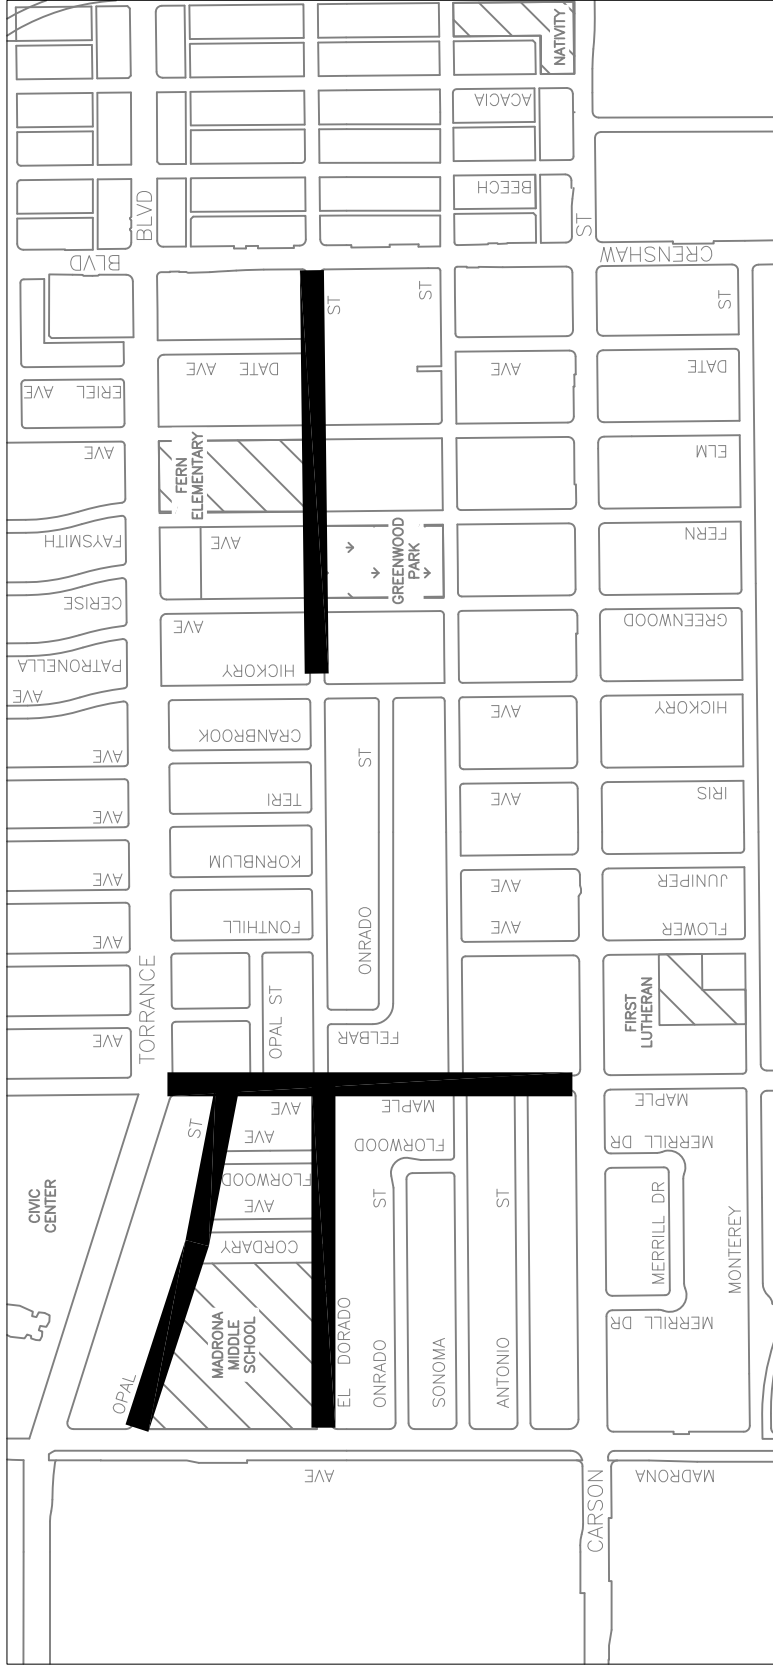 NATIVITY
ACACIA
BEECH
BLVD
ST
BLVD
CRENSHAW
ST
ST
ST
DATE AVE
AVE
DATE
ERIEL AVE
AVE
FERN
ELEMENTARY
ELM
FAYSMITH
AVE
GREENWOOD
PARK
FERN
CERISE
AVE
GREENWOOD
PATRONELLA
AVE
HICKORY
AVE
HICKORY
CRANBROOK
AVE
ST
TERI
AVE
IRIS
AVE
KORNBLUM
AVE
JUNIPER
AVE
FONTHILL
ONRADO
AVE
FLOWER
AVE
TORRANCE
OPAL ST
FELBAR
FIRST
LUTHERAN
AVE
ST
AVE
MAPLE
MAPLE
AVE
FLORWOOD
MERRILL DR
FLORWOOD
AVE
CIVIC
CENTER
ST
ST
MERRILL DR
CORDARY
MONTEREY
MADRONA
MIDDLE
SCHOOL
EL DORADO
MERRILL DR
OPAL
ONRADO
SONOMA
ANTONIO
AVE
CARSON
MADRONA